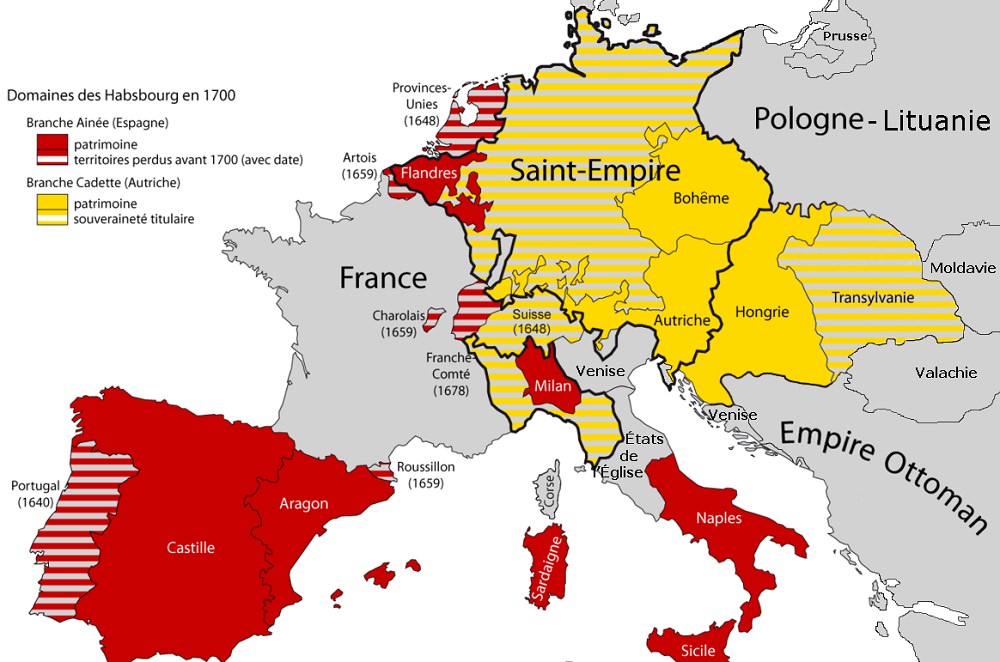 Domaines des Habsbourg en 1700
Branche Ainée (Espagne)
patrimoine
territoires perdus avant 1700 (avec date)
Branche Cadette (Autriche)
patrimoine
souveraineté titulaire
Prusse
Provinces-
Unies
(1648)
Pologne-Lituanie
Artois
(1659)
Flandres
Saint-Empire
Bohême
France
Moldavie
Transylvanie
Charolais
(1659)
Suisse
(1648)
Autriche
Hongrie
Franche-
Comté
(1678)
Milan
Venise
Valachie
Venise
Empire Ottoman
États
de
l'Église
Roussillon
(1659)
Corse
Portugal
(1640)
Aragon
Castille
Naples
Sardaigne
Sicile